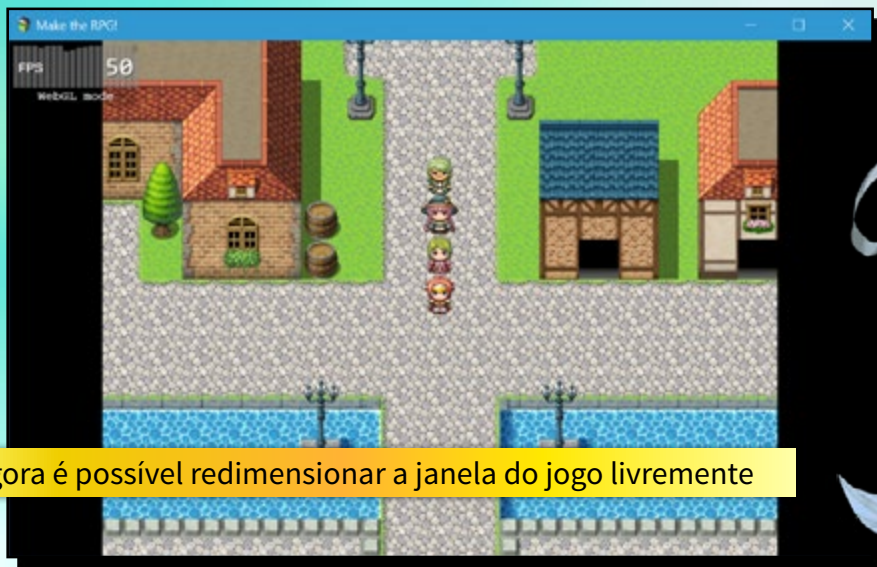 Make the RPG!
FPS 50
WebGL mode
gora é possível redimensionar a janela do jogo livremente